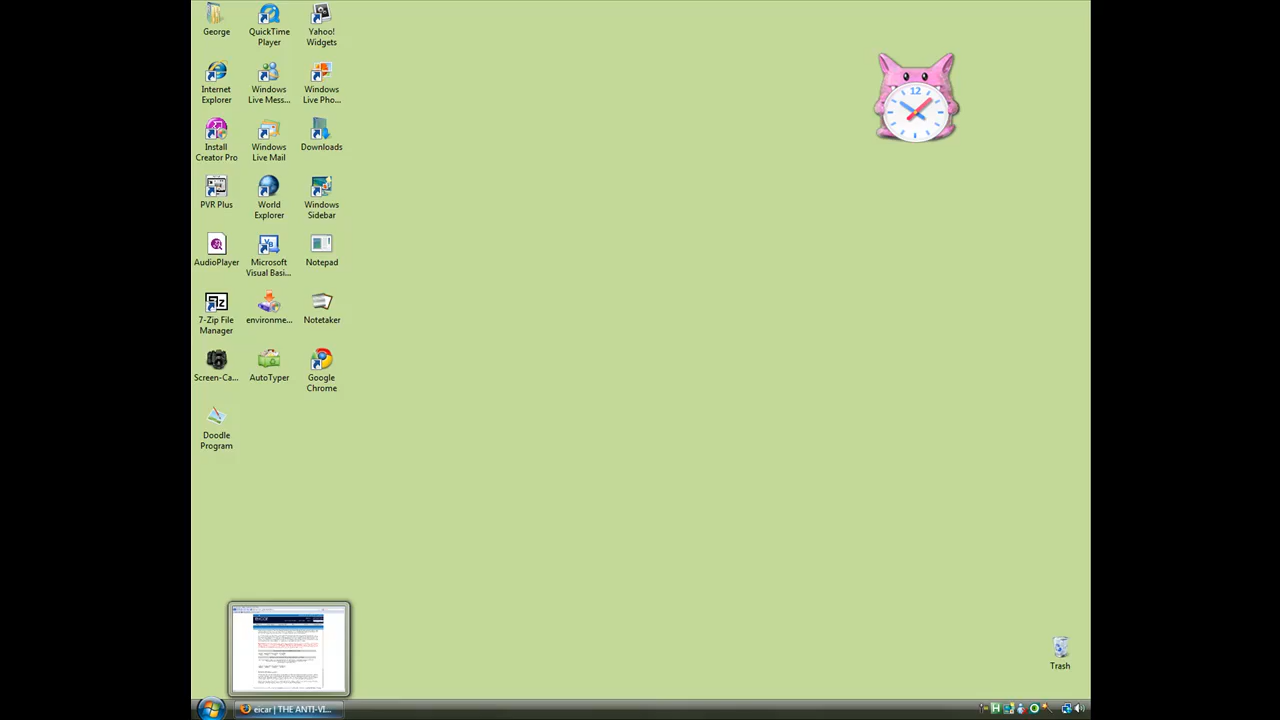 George
QuickTime
Player
Yahoo!
Widgets
Internet
Explorer
Windows
Live Mess...
Windows
Live Pho...
Install
Creator Pro
Windows
Live Mail
Downloads
PVR Plus
World
Explorer
Windows
Sidebar
AudioPlayer
Microsoft
Visual Basi...
Notepad
7-Zip File
Manager
environme...
Notetaker
Screen-Ca...
AutoTyper
Google
Chrome
Doodle
Program
12
Trash
eicar | THE ANTI-VI...